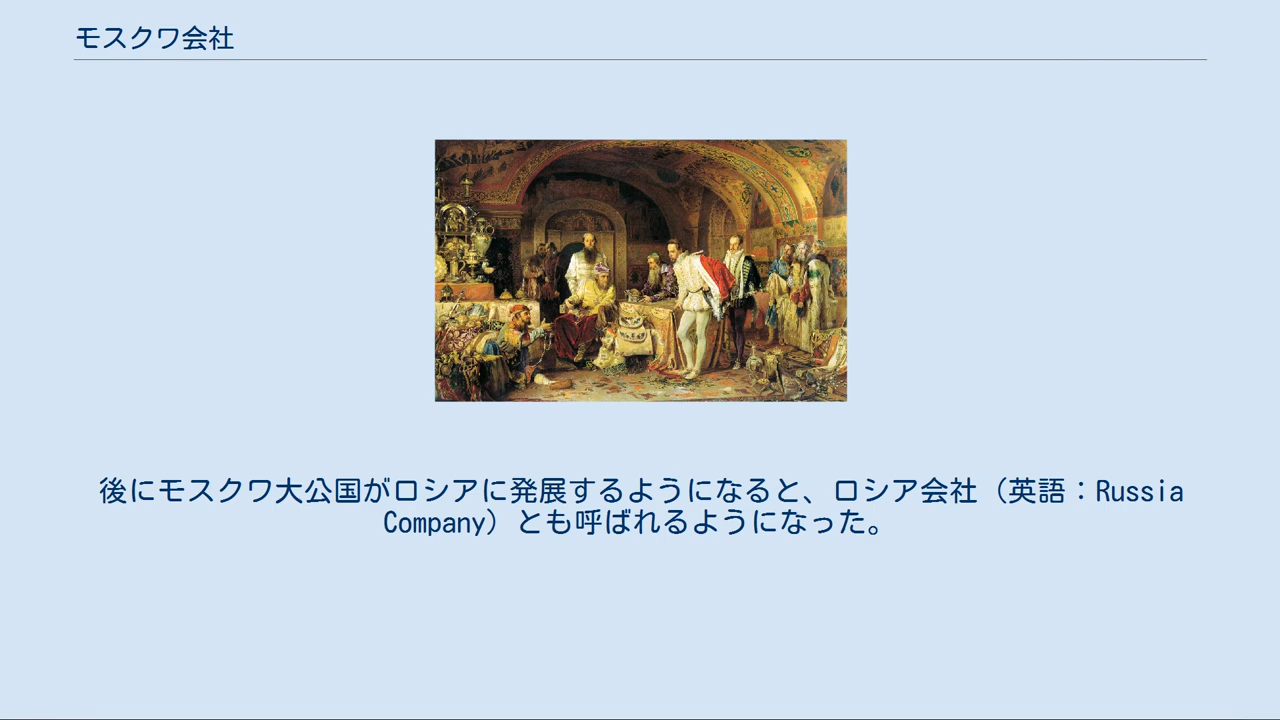 モスクワ会社
後にモスクワ大公国がロシアに発展するようになると、ロシア会社（英語：Russia
Company）とも呼ばれるようになった。